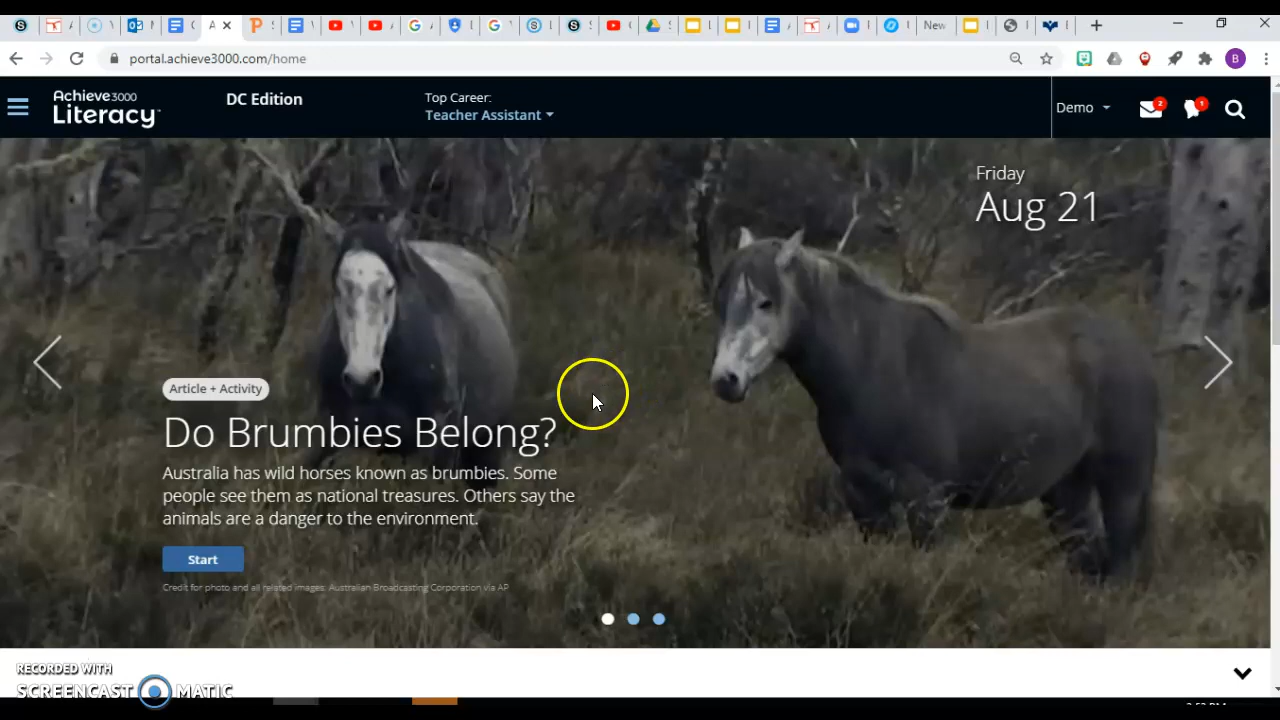 portal.achieve3000.com/home
B
Achieve3000
Literacy
DC Edition
Top Career:
Teacher Assistant
Demo
2
1
Friday
Aug 21
Article + Activity
Do Brumbies Belong?
Australia has wild horses known as brumbies. Some
people see them as national treasures. Others say the
animals are a danger to the environment.
Start
Credit for photo and all related images: Australian Broadcasting Corporation via AP
RECORDED WITH
SCREENCAST MATIC